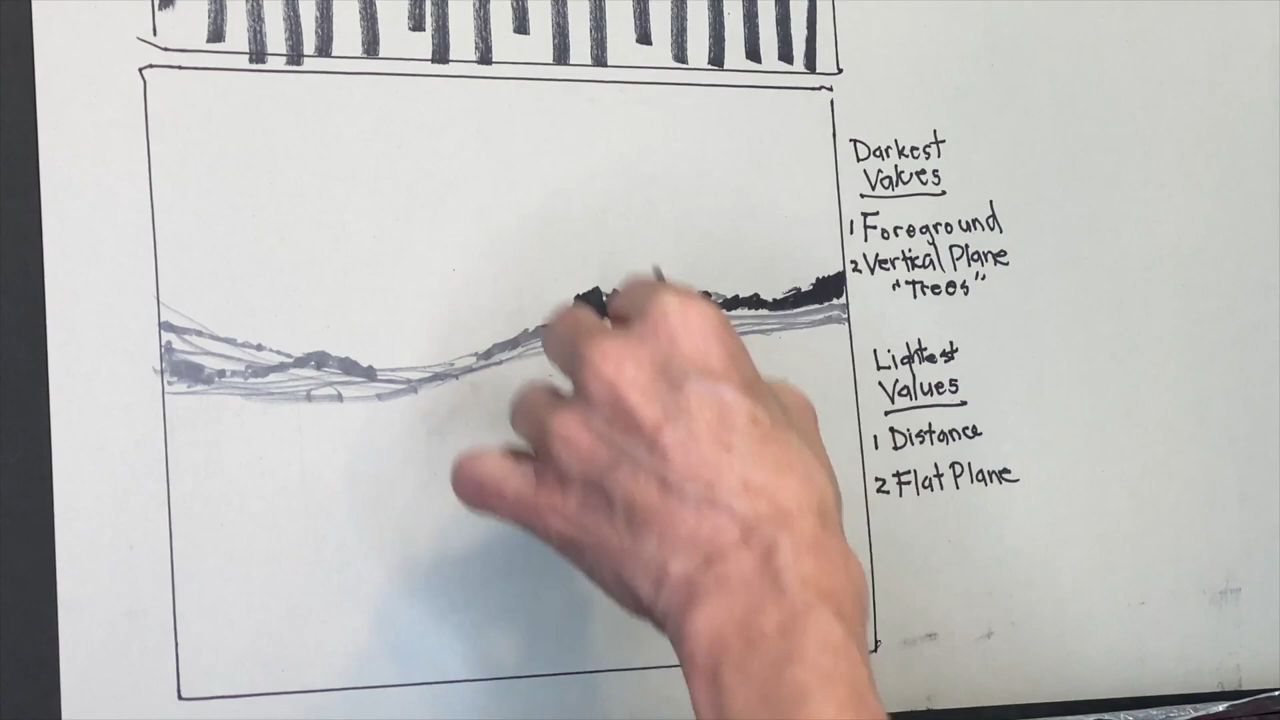 Darkest
Values
1 Foreground
2 Vertical Plane
"Trees"
Lightest
Values
1 Distance
2 Flat Plane